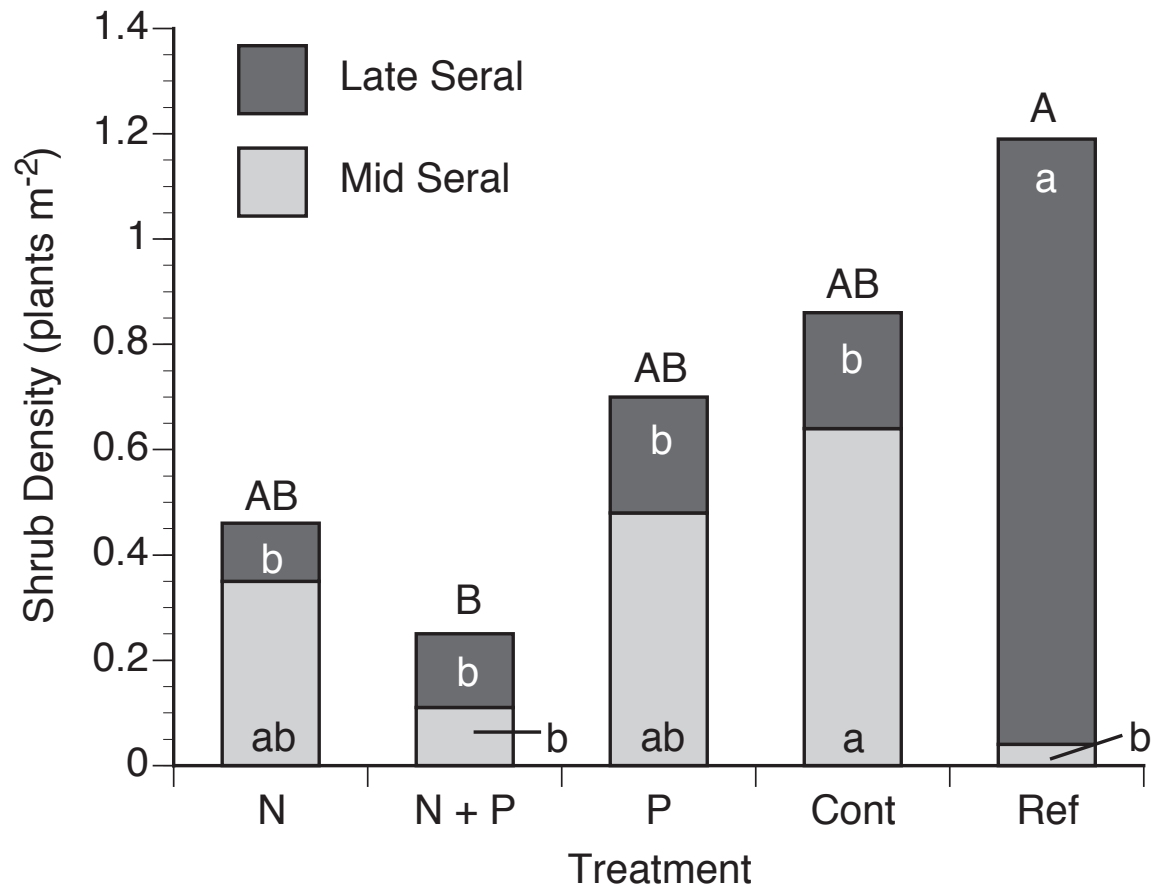 1.4
1.2
1
0.8
0.6
0.4
0.2
0
Shrub Density (plants m⁻²)
Late Seral
Mid Seral
AB
b
ab
B
b
b
AB
b
ab
AB
b
a
A
a
b
N
N + P
P
Cont
Ref
Treatment